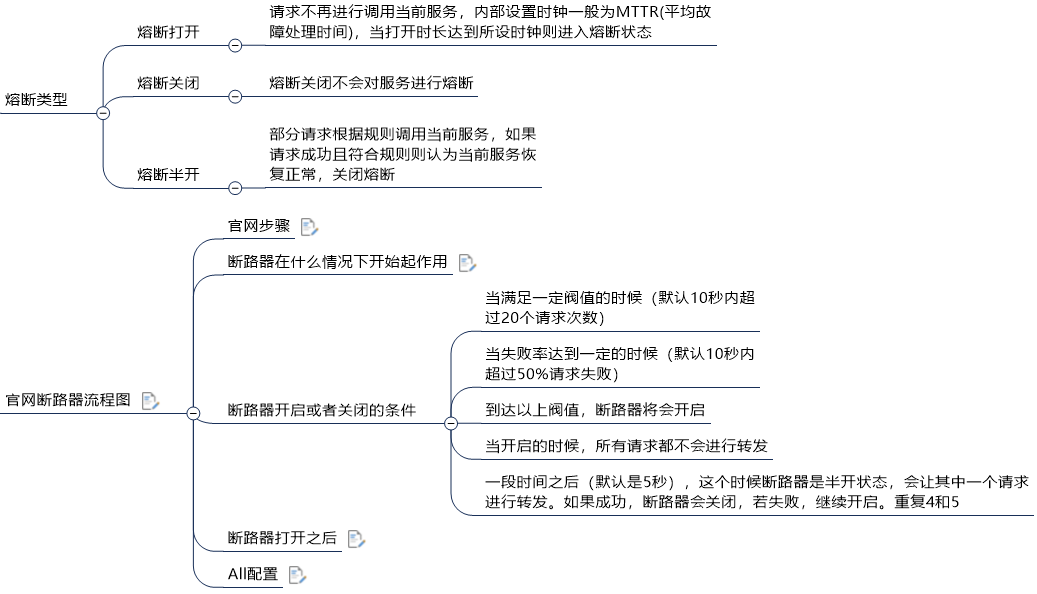 熔断类型
熔断打开
请求不再进行调用当前服务，内部设置时钟一般为MTTR(平均故
障处理时间)，当打开时长达到所设时钟则进入熔断状态
熔断关闭
熔断关闭不会对服务进行熔断
熔断半开
部分请求根据规则调用当前服务，如果
请求成功且符合规则则认为当前服务恢
复正常，关闭熔断
官网断路器流程图
官网步骤
断路器在什么情况下开始起作用
断路器开启或者关闭的条件
当满足一定阀值的时候（默认10秒内超
过20个请求次数）
当失败率达到一定的时候（默认10秒内
超过50%请求失败）
到达以上阀值，断路器将会开启
当开启的时候，所有请求都不会进行转发
一段时间之后（默认是5秒），这个时候断路器是半开状态，会让其中一个请求
进行转发。如果成功，断路器会关闭，若失败，继续开启。重复4和5
断路器打开之后
All配置